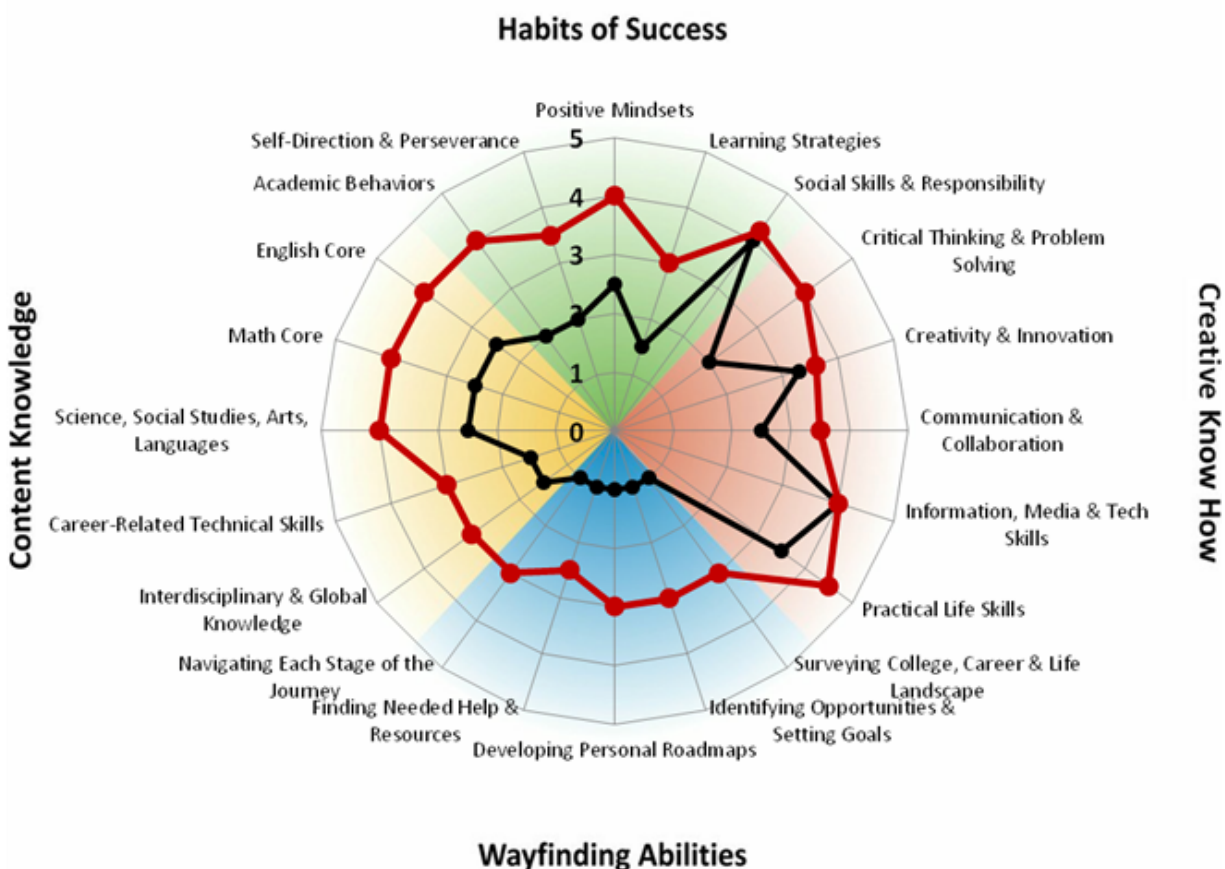 Habits of Success
Positive Mindsets
Self-Direction & Perseverance
Learning Strategies
Academic Behaviors
Social Skills & Responsibility
English Core
Critical Thinking & Problem
Solving
Math Core
Creativity & Innovation
Science, Social Studies, Arts,
Languages
Communication &
Collaboration
Career-Related Technical Skills
Information, Media & Tech
Skills
Interdisciplinary & Global
Knowledge
Practical Life Skills
Navigating Each Stage of the
Journey
Surveying College, Career & Life
Landscape
Finding Needed Help &
Resources
Identifying Opportunities &
Setting Goals
Developing Personal Roadmaps
5
4
3
2
1
0
Content Knowledge
Creative Know How
Wayfinding Abilities